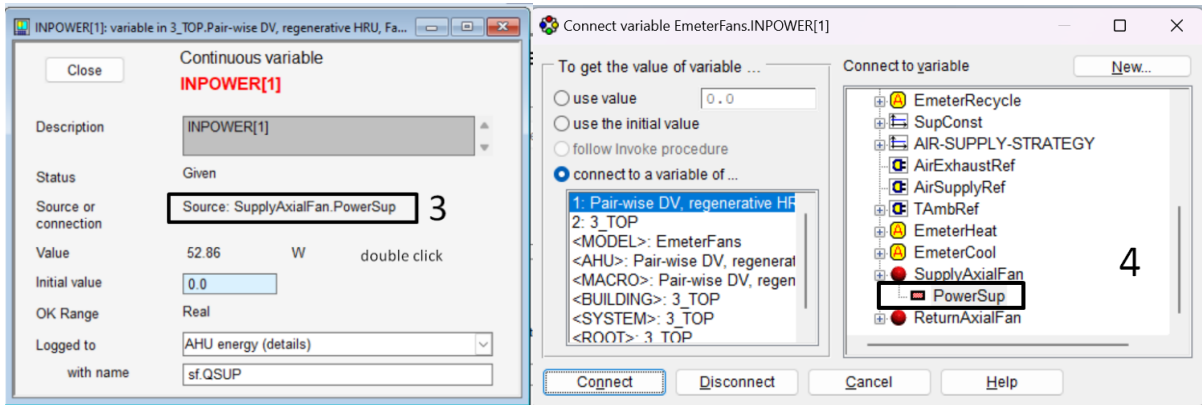 INPOWER[1]: variable in 3_TOP.Pair-wise DV, regenerative HRU, Fa...
Close
Continuous variable
INPOWER[1]
Description
INPOWER[1]
Status
Given
Source or
connection
Source: SupplyAxialFan.PowerSup
3
Value
52.86
W
double click
Initial value
0.0
OK Range
Real
Logged to
AHU energy (details)
with name
sf.QSUP
Connect variable EmeterFans.INPOWER[1]
To get the value of variable ...
use value
0.0
use the initial value
follow Invoke procedure
connect to a variable of ...
1: Pair-wise DV, regenerative HR
2: 3_TOP
<MODEL>: EmeterFans
<AHU>: Pair-wise DV, regenerat
<MACRO>: Pair-wise DV, regen
<BUILDING>: 3_TOP
<SYSTEM>: 3_TOP
<ROOT>: 3_TOP
Connect to variable
New...
EmeterRecycle
SupConst
AIR-SUPPLY-STRATEGY
AirExhaustRef
AirSupplyRef
TAmbRef
EmeterHeat
EmeterCool
SupplyAxialFan
PowerSup
ReturnAxialFan
4
Connect
Disconnect
Cancel
Help